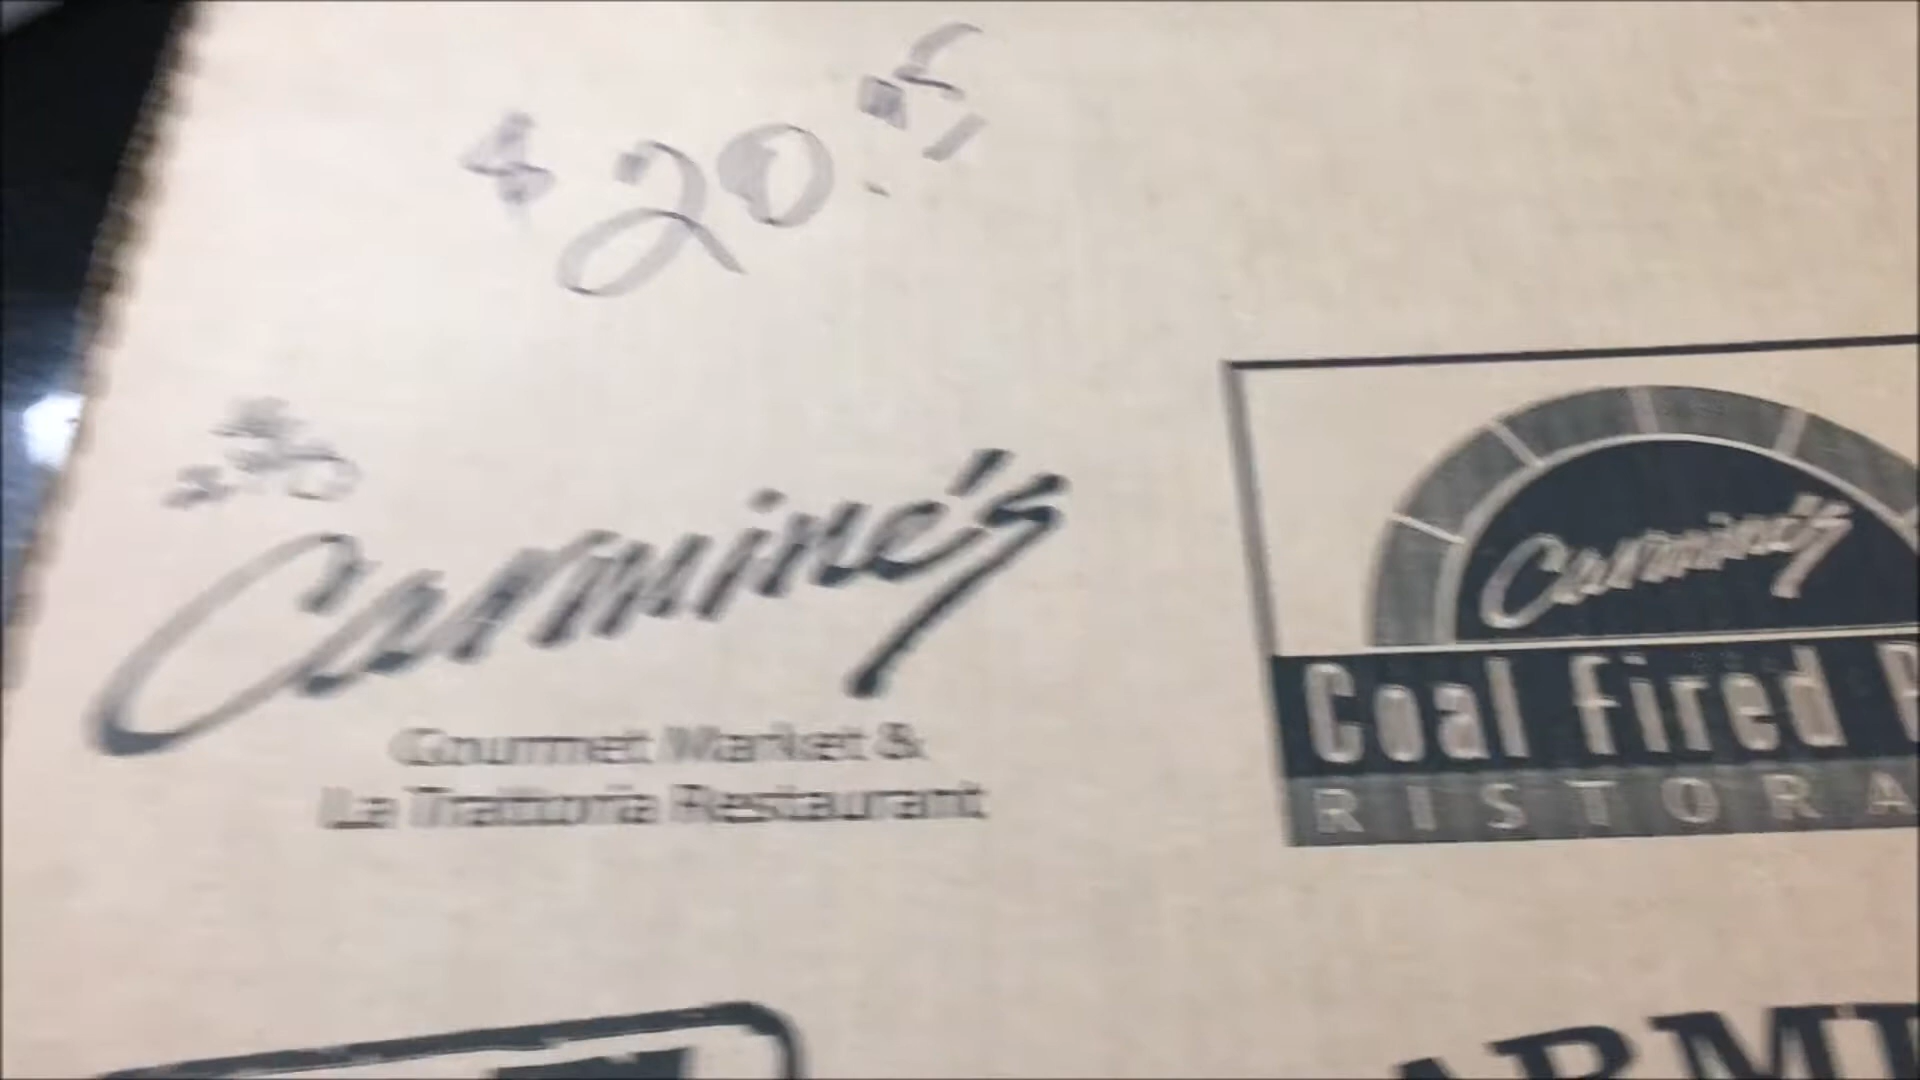 $20
Carmine's
Gourmet Market &
La Trattoria Restaurant
Carmine's
Coal Fired
RISTORA